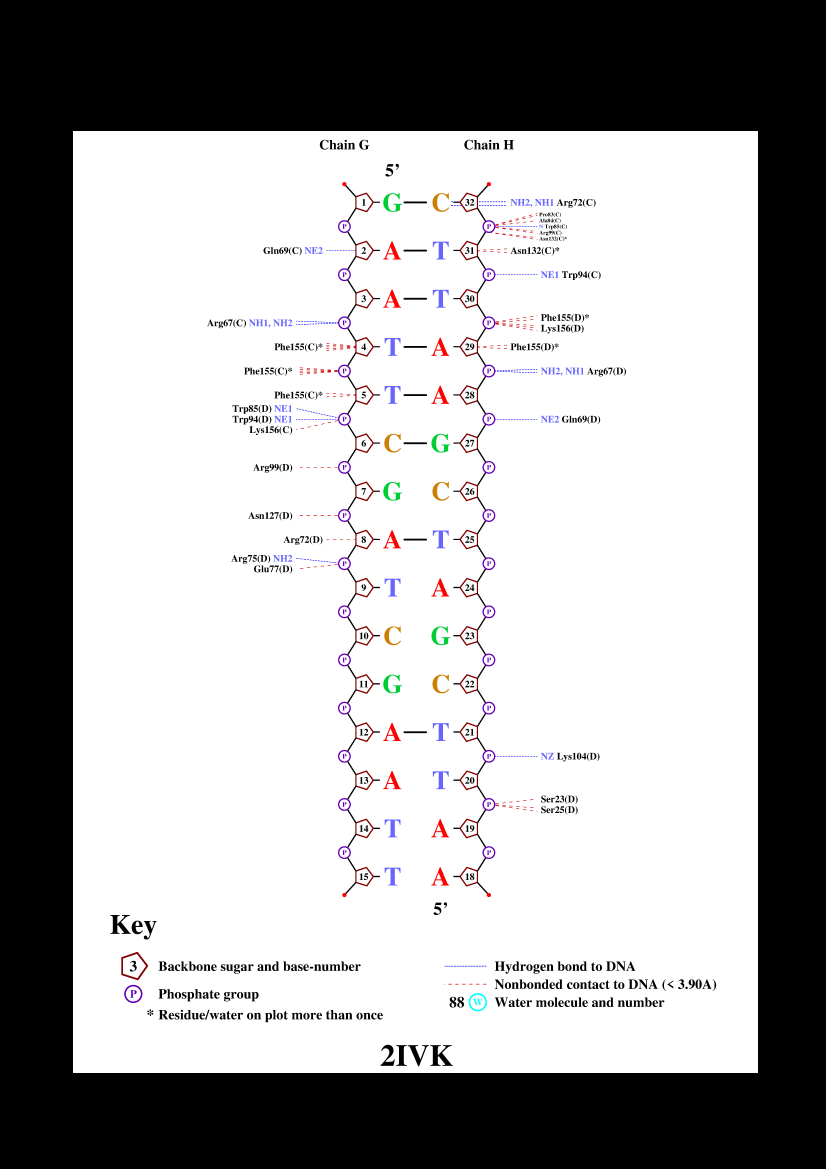 Chain G Chain H
5’
1 G C 32 NH2, NH1 Arg72(C)
Pro83(C)
Ala84(C)
P P N Trp85(C)
Arg99(C)
Asn132(C)*
Gln69(C) NE2 2 A T 31 Asn132(C)*
P P NE1 Trp94(C)
3 A T 30
Phe155(D)*
Arg67(C) NH1, NH2 P P
Lys156(D)
Phe155(C)* 4 T A 29 Phe155(D)*
Phe155(C)* P P NH2, NH1 Arg67(D)
Phe155(C)* 5 T A 28
Trp85(D) NE1
Trp94(D) NE1 P P NE2 Gln69(D)
Lys156(C)
6 C G 27
Arg99(D) P P
7 G C 26
Asn127(D) P P
Arg72(D) 8 A T 25
Arg75(D) NH2 P P
Glu77(D)
9 T A 24
P P
10 C G 23
P P
11 G C 22
P P
12 A T 21
P P NZ Lys104(D)
13 A T 20
Ser23(D)
P P
Ser25(D)
14 T A 19
P P
15 T A 18
5’
Key
3 Backbone sugar and base-number
P Phosphate group
* Residue/water on plot more than once
Hydrogen bond to DNA
Nonbonded contact to DNA (< 3.90A)
88 W Water molecule and number
2IVK